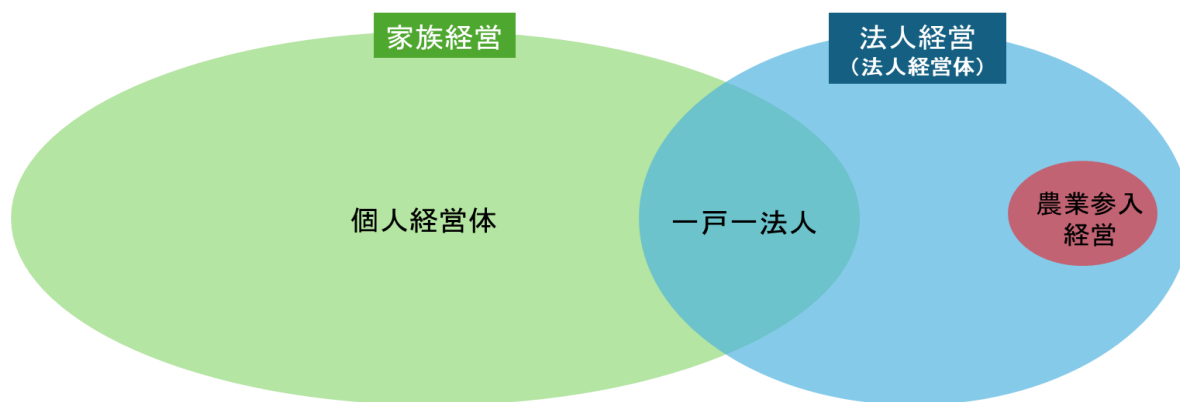 家族経営
法人経営
（法人経営体）
個人経営体
一戸一法人
農業参入
経営